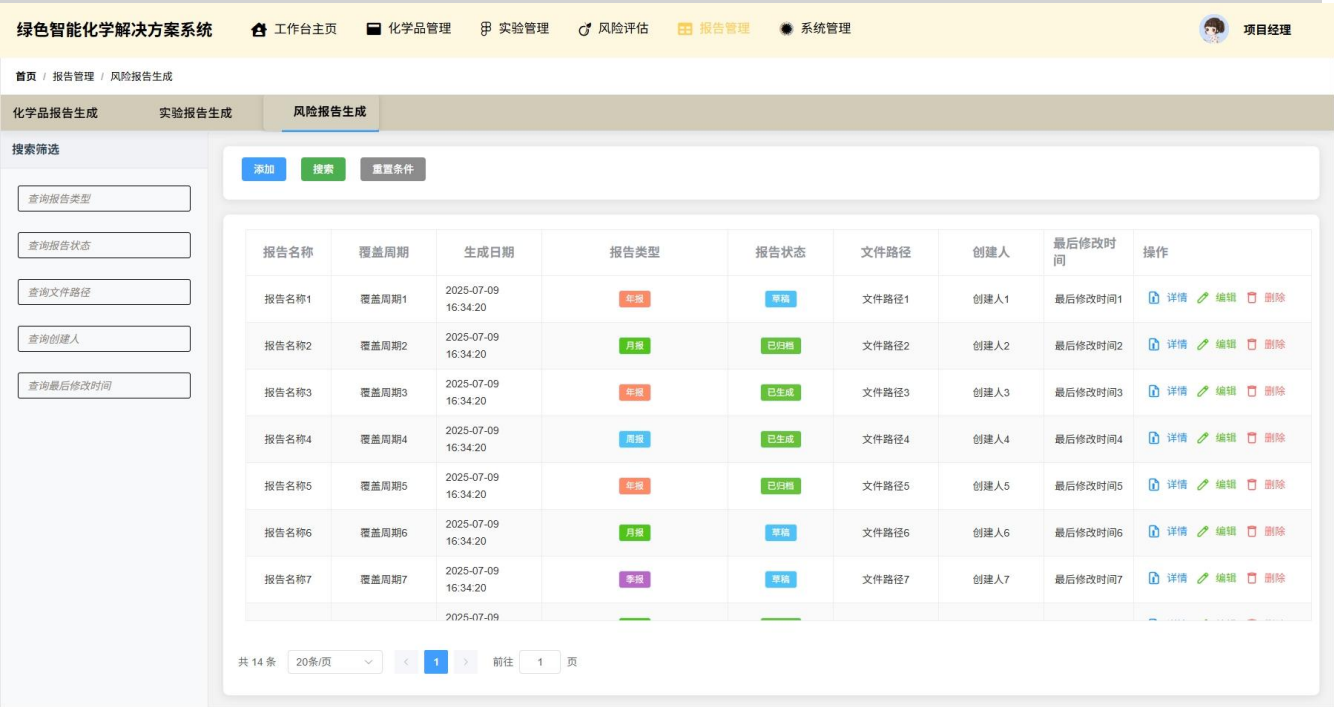 绿色智能化学解决方案系统 工作台主页 化学品管理 实验管理 风险评估 报告管理 系统管理 项目经理
首页 / 报告管理 / 风险报告生成
化学品报告生成 实验报告生成 风险报告生成
搜索筛选
添加 搜索 重置条件
查询报告类型
查询报告状态
查询文件路径
查询创建人
查询最后修改时间
报告名称 覆盖周期 生成日期 报告类型 报告状态 文件路径 创建人 最后修改时间 操作
报告名称1 覆盖周期1 2025-07-09 16:34:20 年报 草稿 文件路径1 创建人1 最后修改时间1 详情 编辑 删除
报告名称2 覆盖周期2 2025-07-09 16:34:20 月报 已归档 文件路径2 创建人2 最后修改时间2 详情 编辑 删除
报告名称3 覆盖周期3 2025-07-09 16:34:20 年报 已生成 文件路径3 创建人3 最后修改时间3 详情 编辑 删除
报告名称4 覆盖周期4 2025-07-09 16:34:20 周报 已生成 文件路径4 创建人4 最后修改时间4 详情 编辑 删除
报告名称5 覆盖周期5 2025-07-09 16:34:20 年报 已归档 文件路径5 创建人5 最后修改时间5 详情 编辑 删除
报告名称6 覆盖周期6 2025-07-09 16:34:20 月报 草稿 文件路径6 创建人6 最后修改时间6 详情 编辑 删除
报告名称7 覆盖周期7 2025-07-09 16:34:20 季报 草稿 文件路径7 创建人7 最后修改时间7 详情 编辑 删除
2025-07-09
共 14 条 20条/页 1 前往 1 页